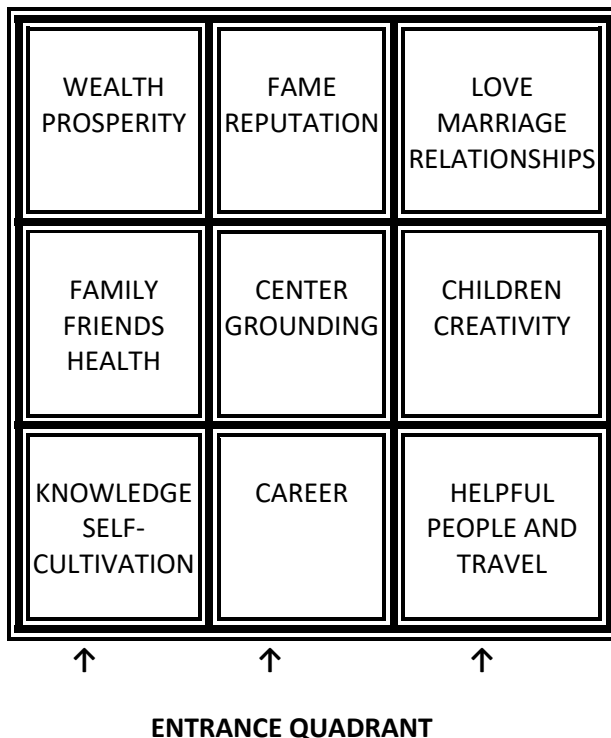 WEALTH
PROSPERITY
FAME
REPUTATION
LOVE
MARRIAGE
RELATIONSHIPS
FAMILY
FRIENDS
HEALTH
CENTER
GROUNDING
CHILDREN
CREATIVITY
KNOWLEDGE
SELF-
CULTIVATION
CAREER
HELPFUL
PEOPLE AND
TRAVEL
↑ ↑ ↑
ENTRANCE QUADRANT